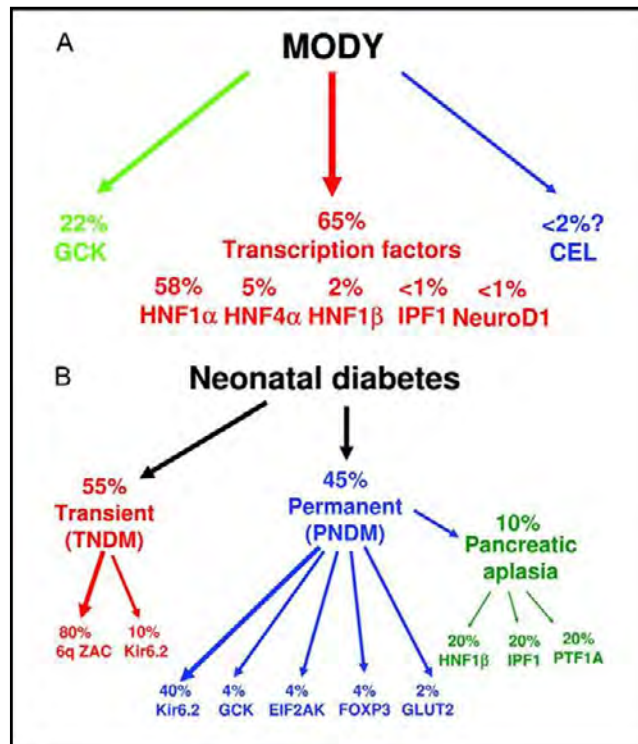 A
MODY
22%
GCK
65%
Transcription factors
<2%?
CEL
58% 5% 2% <1% <1%
HNF1α HNF4α HNF1β IPF1 NeuroD1
B
Neonatal diabetes
55%
Transient
(TNDM)
45%
Permanent
(PNDM)
10%
Pancreatic
aplasia
80% 10%
6q ZAC Kir6.2
20% 20% 20%
HNF1β IPF1 PTF1A
40% 4% 4% 4% 2%
Kir6.2 GCK EIF2AK FOXP3 GLUT2